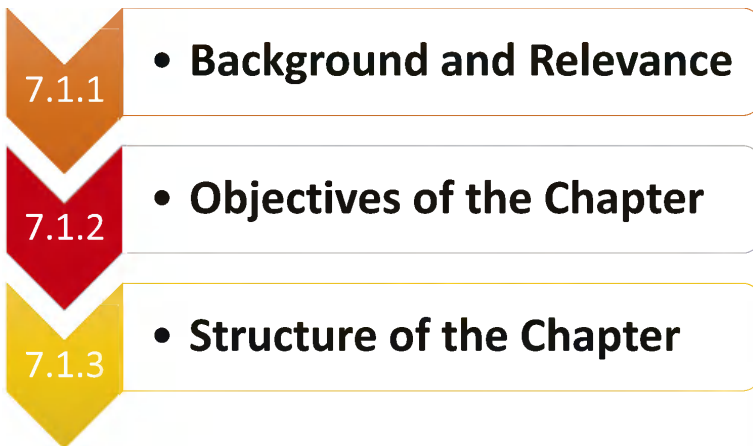 7.1.1
• Background and Relevance
7.1.2
• Objectives of the Chapter
7.1.3
• Structure of the Chapter